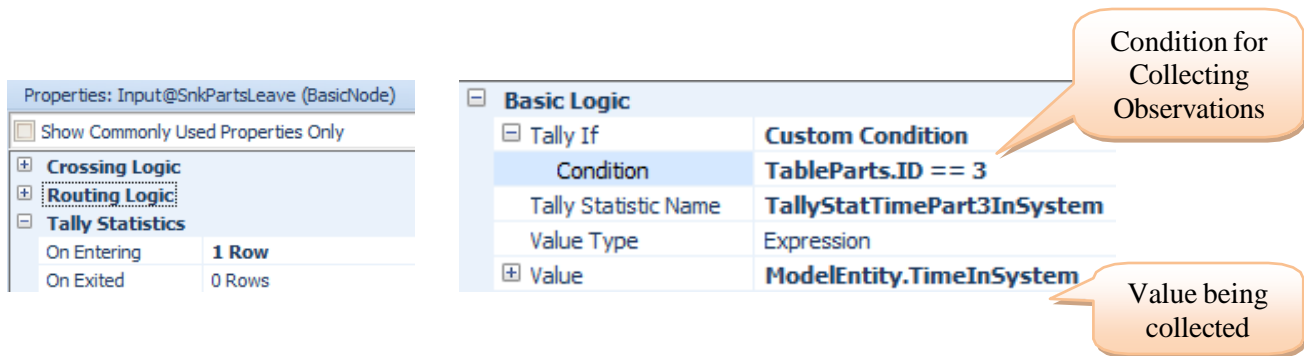 Condition for
Collecting
Observations
Properties: Input@SnkPartsLeave (BasicNode)
Show Commonly Used Properties Only
Crossing Logic
Routing Logic
Tally Statistics
On Entering 1 Row
On Exited 0 Rows
Basic Logic
Tally If Custom Condition
Condition TableParts.ID == 3
Tally Statistic Name TallyStatTimePart3InSystem
Value Type Expression
Value ModelEntity.TimeInSystem
Value being
collected